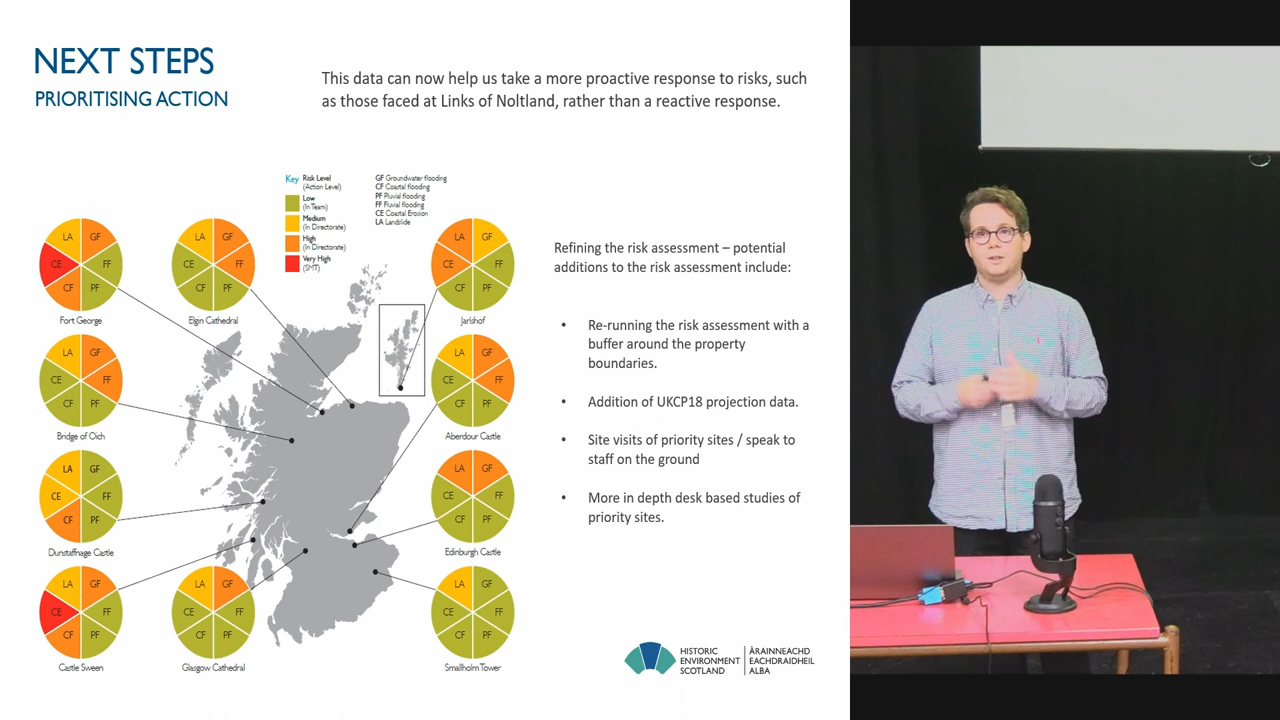 NEXT STEPS
PRIORITISING ACTION
This data can now help us take a more proactive response to risks, such
as those faced at Links of Noltland, rather than a reactive response.
Key
Risk Level
(Action Level)
Low
(In Team)
Medium
(In Directorate)
High
(In Directorate)
Very High
(SMT)
GF Groundwater flooding
CF Coastal flooding
PF Pluvial flooding
FF Fluvial flooding
CE Coastal Erosion
LA Landslide
LA GF
CE FF
CF PF
Fort George
LA GF
CE FF
CF PF
Elgin Cathedral
LA GF
CE FF
CF PF
Jarlshof
LA GF
CE FF
CF PF
Bridge of Oich
LA GF
CE FF
CF PF
Aberdour Castle
LA GF
CE FF
CF PF
Dunstaffnage Castle
LA GF
CE FF
CF PF
Edinburgh Castle
LA GF
CE FF
CF PF
Castle Sween
LA GF
CE FF
CF PF
Glasgow Cathedral
LA GF
CE FF
CF PF
Smallholm Tower
Refining the risk assessment – potential
additions to the risk assessment include:
• Re-running the risk assessment with a
buffer around the property
boundaries.
• Addition of UKCP18 projection data.
• Site visits of priority sites / speak to
staff on the ground
• More in depth desk based studies of
priority sites.
HISTORIC
ENVIRONMENT
SCOTLAND
ÀRAINNEACHD
EACHDRAIDHEIL
ALBA